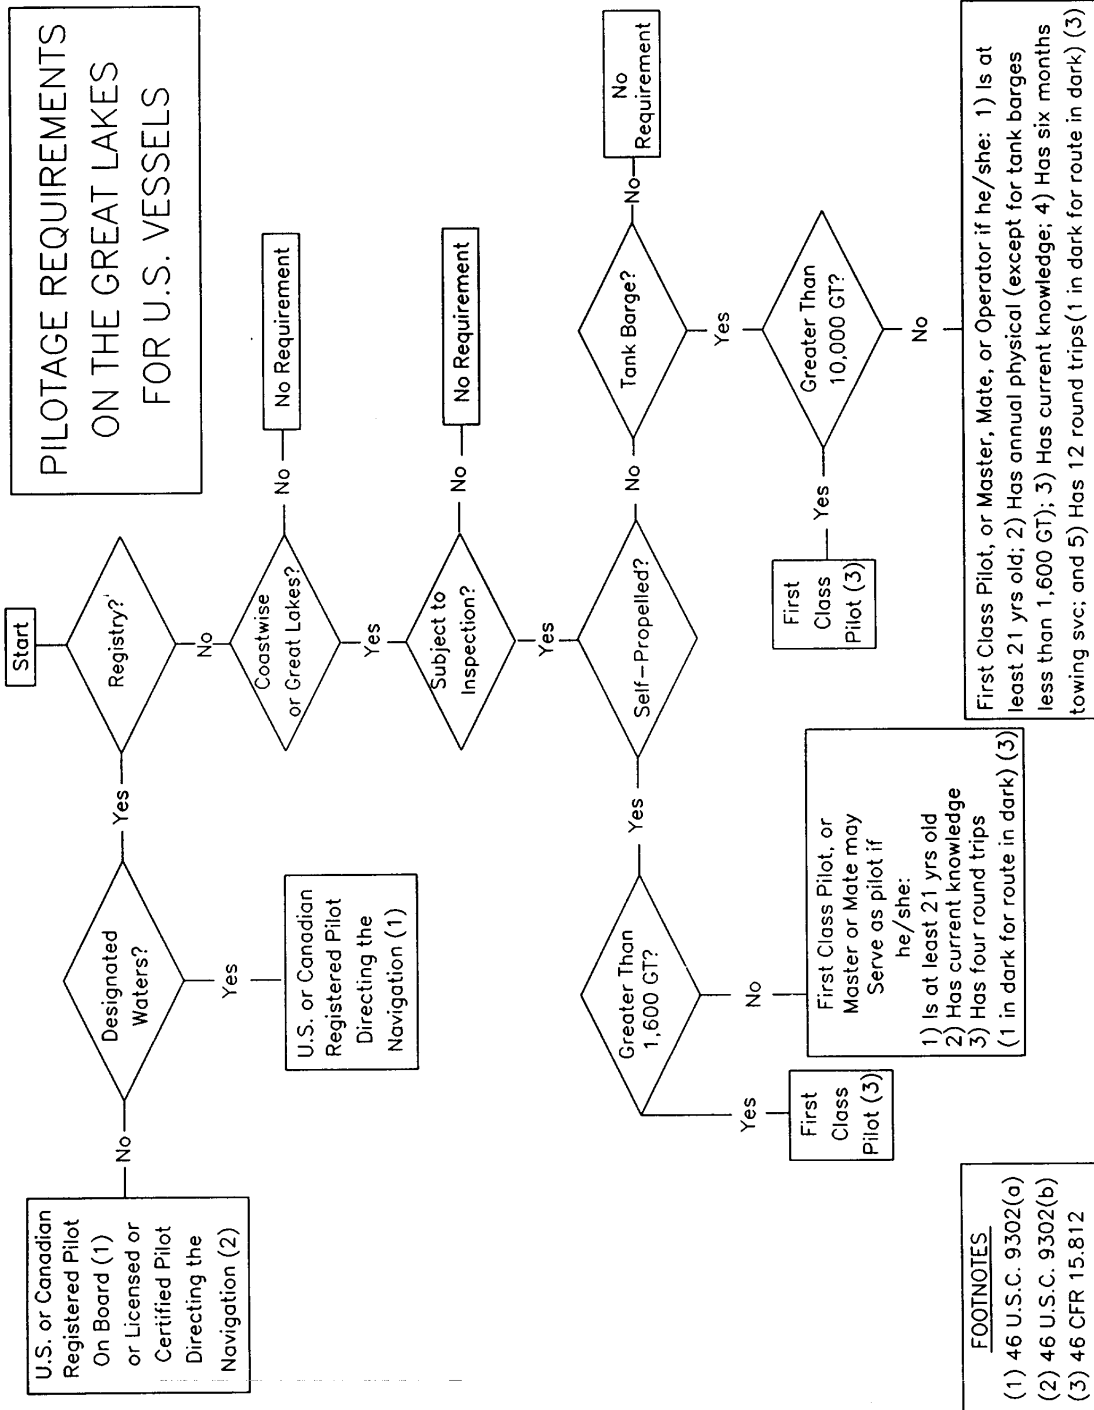 PILOTAGE REQUIREMENTS
ON THE GREAT LAKES
FOR U.S. VESSELS
Start
Registry?
Yes
No
Designated
Waters?
No
Yes
U.S. or Canadian
Registered Pilot
On Board (1)
or Licensed or
Certified Pilot
Directing the
Navigation (2)
U.S. or Canadian
Registered Pilot
Directing the
Navigation (1)
Coastwise
or Great Lakes?
No
No Requirement
Yes
Subject to
Inspection?
No
No Requirement
Yes
Self-Propelled?
Yes
No
Greater Than
1,600 GT?
Yes
No
First
Class
Pilot (3)
First Class Pilot, or
Master or Mate may
Serve as pilot if
he/she:
1) Is at least 21 yrs old
2) Has current knowledge
3) Has four round trips
(1 in dark for route in dark) (3)
Tank Barge?
No
No
Requirement
Yes
Greater Than
10,000 GT?
Yes
No
First
Class
Pilot (3)
First Class Pilot, or Master, Mate, or Operator if he/she: 1) Is at
least 21 yrs old; 2) Has annual physical (except for tank barges
less than 1,600 GT); 3) Has current knowledge; 4) Has six months
towing svc; and 5) Has 12 round trips(1 in dark for route in dark) (3)
FOOTNOTES
(1) 46 U.S.C. 9302(a)
(2) 46 U.S.C. 9302(b)
(3) 46 CFR 15.812